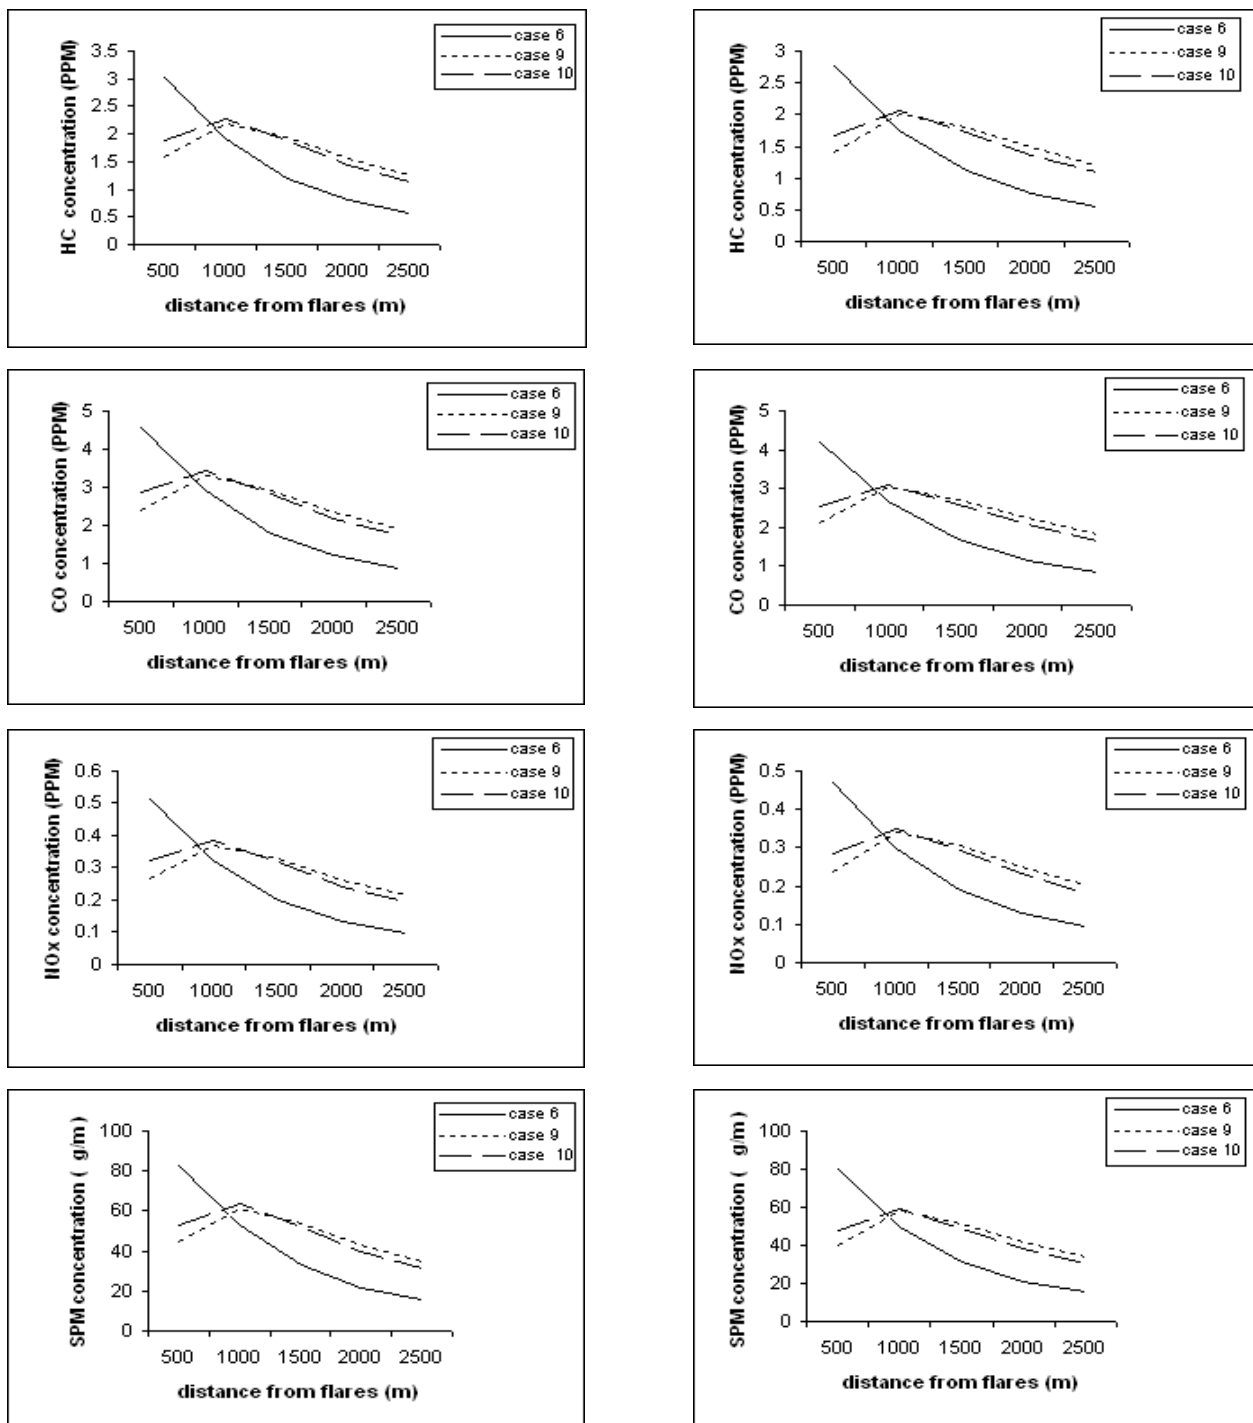 case 6
case 9
case 10
HC concentration (PPM)
3.5
3
2.5
2
1.5
1
0.5
0
500 1000 1500 2000 2500
distance from flares (m)
case 6
case 9
case 10
HC concentration (PPM)
3
2.5
2
1.5
1
0.5
0
500 1000 1500 2000 2500
distance from flares (m)
case 6
case 9
case 10
CO concentration (PPM)
5
4
3
2
1
0
500 1000 1500 2000 2500
distance from flares (m)
case 6
case 9
case 10
CO concentration (PPM)
5
4
3
2
1
0
500 1000 1500 2000 2500
distance from flares (m)
case 6
case 9
case 10
NOx concentration (PPM)
0.6
0.5
0.4
0.3
0.2
0.1
0
500 1000 1500 2000 2500
distance from flares (m)
case 6
case 9
case 10
NOx concentration (PPM)
0.5
0.4
0.3
0.2
0.1
0
500 1000 1500 2000 2500
distance from flares (m)
case 6
case 9
case 10
SPM concentration ( g/m)
100
80
60
40
20
0
500 1000 1500 2000 2500
distance from flares (m)
case 6
case 9
case 10
SPM concentration ( g/m)
100
80
60
40
20
0
500 1000 1500 2000 2500
distance from flares (m)